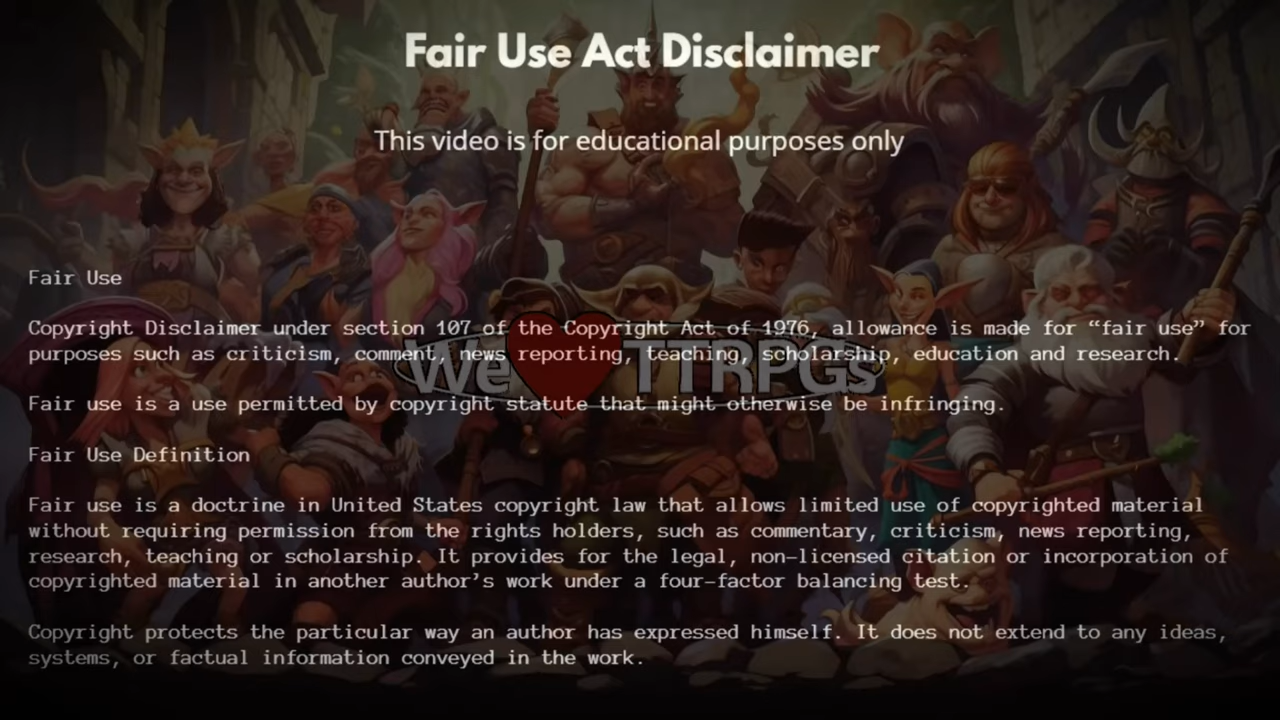 Fair Use Act Disclaimer
This video is for educational purposes only
Fair Use
Copyright Disclaimer under section 107 of the Copyright Act of 1976, allowance is made for “fair use” for
purposes such as criticism, comment, news reporting, teaching, scholarship, education and research.
We TTRPGs
Fair use is a use permitted by copyright statute that might otherwise be infringing.
Fair Use Definition
Fair use is a doctrine in United States copyright law that allows limited use of copyrighted material
without requiring permission from the rights holders, such as commentary, criticism, news reporting,
research, teaching or scholarship. It provides for the legal, non-licensed citation or incorporation of
copyrighted material in another author’s work under a four-factor balancing test.
Copyright protects the particular way an author has expressed himself. It does not extend to any ideas,
systems, or factual information conveyed in the work.